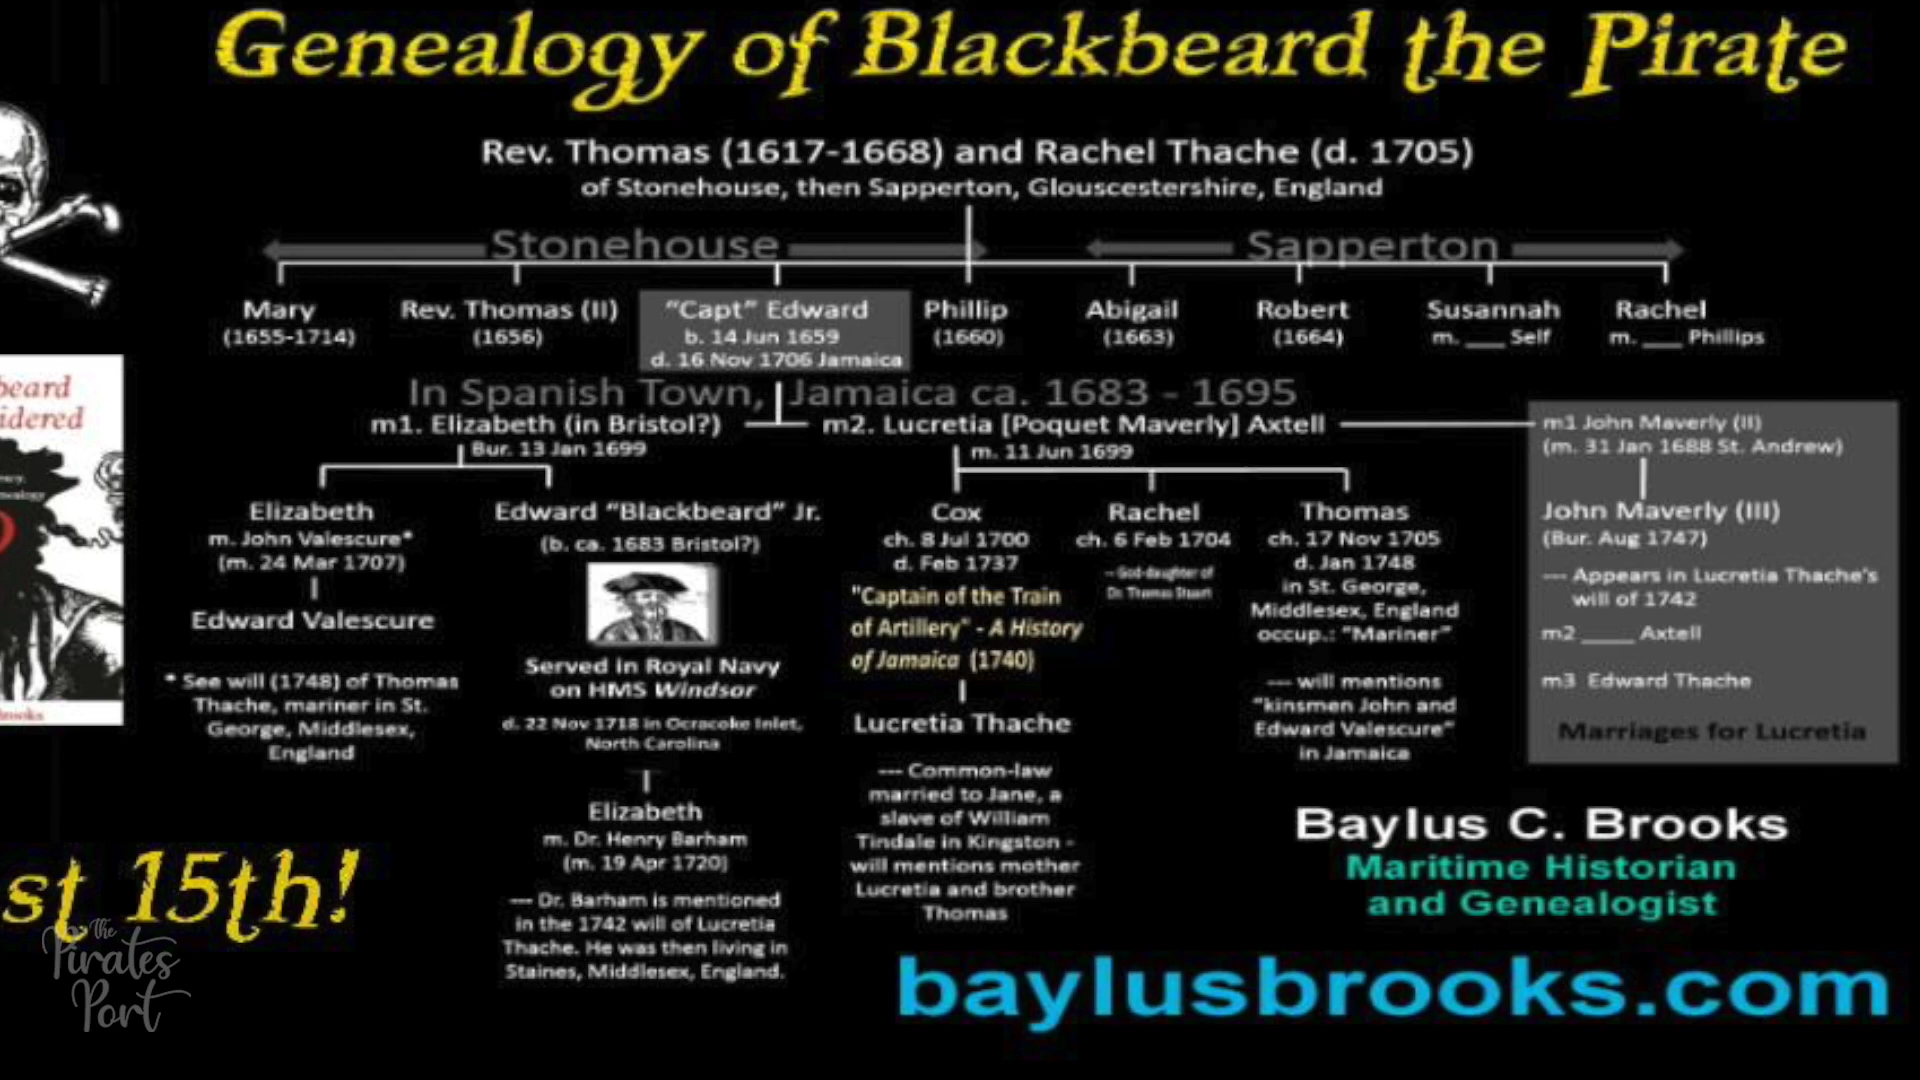 Genealogy of Blackbeard the Pirate
Rev. Thomas (1617-1668) and Rachel Thache (d. 1705)
of Stonehouse, then Sapperton, Glouscestershire, England
Stonehouse
Sapperton
Mary
(1655-1714)
Rev. Thomas (II)
(1656)
"Capt" Edward
b. 14 Jun 1659
d. 16 Nov 1706 Jamaica
Phillip
(1660)
Abigail
(1663)
Robert
(1664)
Susannah
m. ___ Self
Rachel
m. ___ Phillips
In Spanish Town, Jamaica ca. 1683 - 1695
m1. Elizabeth (in Bristol?)
Bur. 13 Jan 1699
m2. Lucretia [Poquet Maverly] Axtell
m. 11 Jun 1699
Elizabeth
m. John Valescure*
(m. 24 Mar 1707)
Edward Valescure
* See will (1748) of Thomas
Thache, mariner in St.
George, Middlesex,
England
Edward "Blackbeard" Jr.
(b. ca. 1683 Bristol?)
Served in Royal Navy
on HMS Windsor
d. 22 Nov 1718 in Ocracoke Inlet,
North Carolina
Elizabeth
m. Dr. Henry Barham
(m. 19 Apr 1720)
--- Dr. Barham is mentioned
in the 1742 will of Lucretia
Thache. He was then living in
Staines, Middlesex, England.
Cox
ch. 8 Jul 1700
d. Feb 1737
"Captain of the Train
of Artillery" - A History
of Jamaica (1740)
Lucretia Thache
--- Common-law
married to Jane, a
slave of William
Tindale in Kingston -
will mentions mother
Lucretia and brother
Thomas
Rachel
ch. 6 Feb 1704
-- God-daughter of
Dr. Thomas Stuart
Thomas
ch. 17 Nov 1705
d. Jan 1748
in St. George,
Middlesex, England
occup.: "Mariner"
--- will mentions
"kinsmen John and
Edward Valescure"
in Jamaica
m1 John Maverly (II)
(m. 31 Jan 1688 St. Andrew)
John Maverly (III)
(Bur. Aug 1747)
--- Appears in Lucretia Thache's
will of 1742
m2 ____ Axtell
m3 Edward Thache
Marriages for Lucretia
beard
idered
rooks
st 15th!
The
Pirates
Port
Baylus C. Brooks
Maritime Historian
and Genealogist
baylusbrooks.com